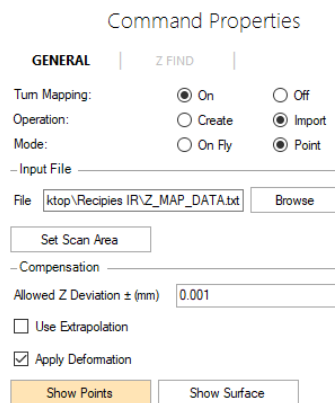 Command Properties
GENERAL Z FIND
Turn Mapping: On Off
Operation: Create Import
Mode: On Fly Point
Input File
File ktop\Recipies IR\Z_MAP_DATA.txt Browse
Set Scan Area
Compensation
Allowed Z Deviation ± (mm) 0.001
Use Extrapolation
Apply Deformation
Show Points Show Surface